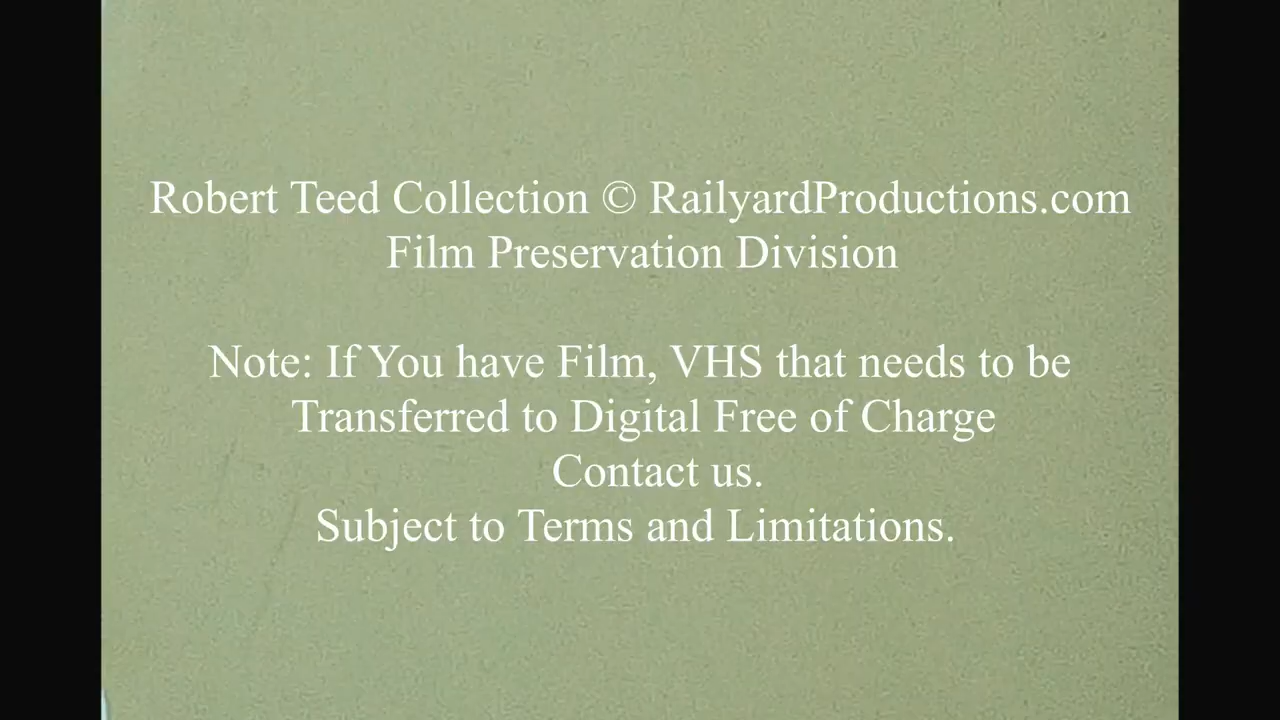 Robert Teed Collection © RailyardProductions.com
Film Preservation Division
Note: If You have Film, VHS that needs to be
Transferred to Digital Free of Charge
Contact us.
Subject to Terms and Limitations.